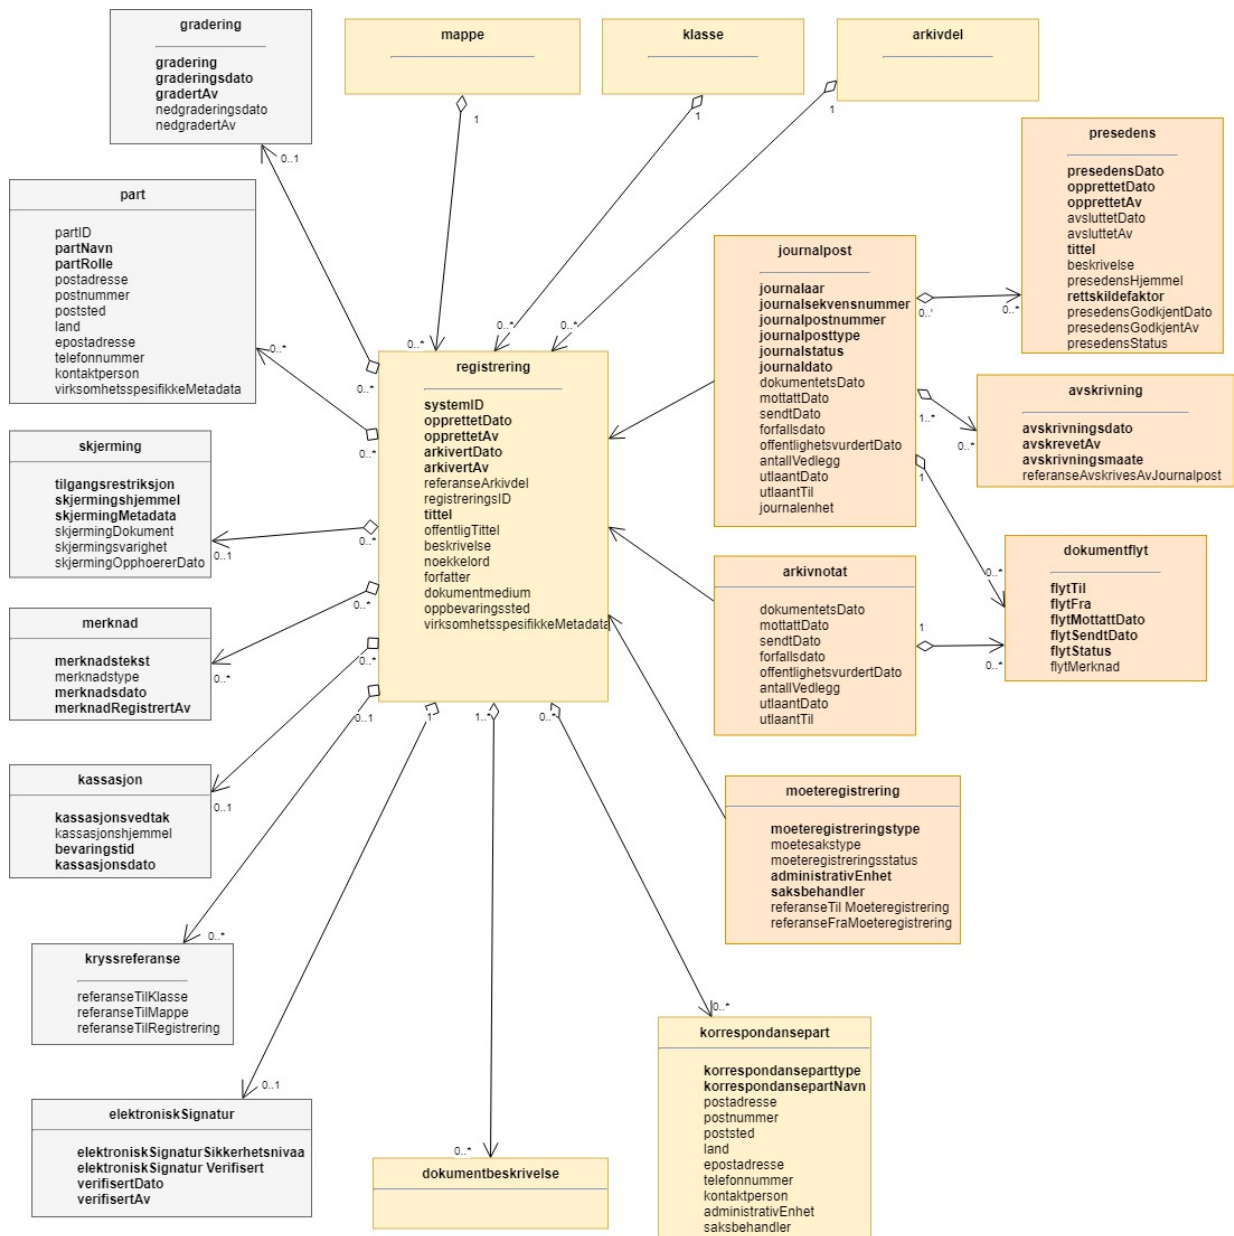 gradering
gradering
graderingsdato
gradertAv
nedgraderingsdato
nedgradertAv
0..1
mappe
1
klasse
1
arkivdel
1
presedens
presedensDato
opprettetDato
opprettetAv
avsluttetDato
avsluttetAv
tittel
beskrivelse
presedensHjemmel
rettskildefaktor
presedensGodkjentDato
presedensGodkjentAv
presedensStatus
part
partID
partNavn
partRolle
postadresse
postnummer
poststed
land
epostadresse
telefonnummer
kontaktperson
virksomhetsspesifikkeMetadata
0..*
journalpost
journalaar
journalsekvensnummer
journalpostnummer
journalposttype
journalstatus
journaldato
dokumentetsDato
mottattDato
sendtDato
forfallsdato
offentlighetsvurdertDato
antallVedlegg
utlaantDato
utlaantTil
journalenhet
0..*
0..*
1..*
0..*
1
0..*
avskrivning
avskrivningsdato
avskrevetAv
avskrivningsmaate
referanseAvskrivesAvJournalpost
0..*
0..*
0..*
registrering
systemID
opprettetDato
opprettetAv
arkivertDato
arkivertAv
referanseArkivdel
registreringsID
tittel
offentligTittel
beskrivelse
noekkelord
forfatter
dokumentmedium
oppbevaringssted
virksomhetsspesifikkeMetadata
0..*
0..*
0..*
0..*
0..*
0..1
1
1..*
0..*
skjerming
tilgangsrestriksjon
skjermingshjemmel
skjermingMetadata
skjermingDokument
skjermingsvarighet
skjermingOpphoererDato
0..1
dokumentflyt
flytTil
flytFra
flytMottattDato
flytSendtDato
flytStatus
flytMerknad
arkivnotat
dokumentetsDato
mottattDato
sendtDato
forfallsdato
offentlighetsvurdertDato
antallVedlegg
utlaantDato
utlaantTil
1
0..*
merknad
merknadstekst
merknadstype
merknadsdato
merknadRegistrertAv
0..*
kassasjon
kassasjonsvedtak
kassasjonshjemmel
bevaringstid
kassasjonsdato
0..1
moeteregistrering
moeteregistreringstype
moetesakstype
moeteregistreringsstatus
administrativEnhet
saksbehandler
referanseTil Moeteregistrering
referanseFraMoeteregistrering
kryssreferanse
referanseTilKlasse
referanseTilMappe
referanseTilRegistrering
0..*
elektroniskSignatur
elektroniskSignaturSikkerhetsnivaa
elektroniskSignatur Verifisert
verifisertDato
verifisertAv
0..1
dokumentbeskrivelse
0..*
korrespondansepart
korrespondanseparttype
korrespondansepartNavn
postadresse
postnummer
poststed
land
epostadresse
telefonnummer
kontaktperson
administrativEnhet
saksbehandler
0..*